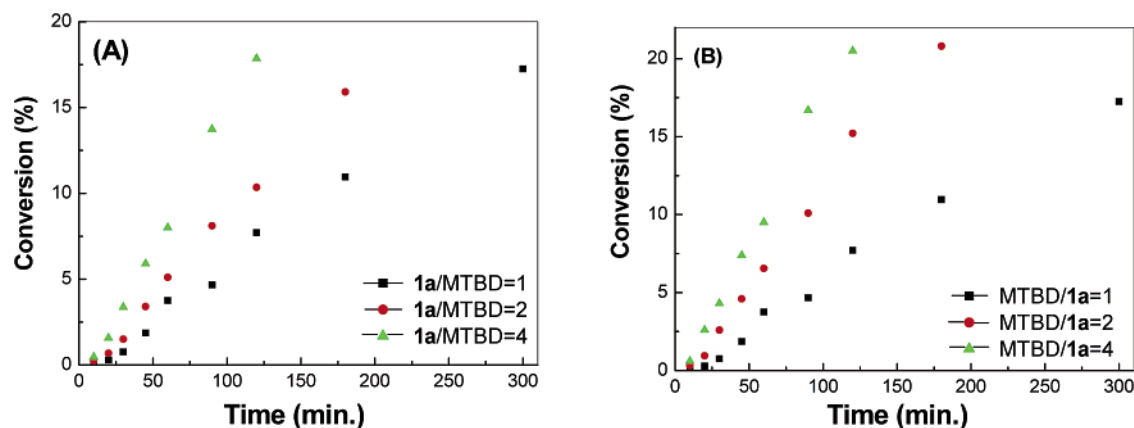 (A)
Conversion (%)
20
15
10
5
0
1a/MTBD=1
1a/MTBD=2
1a/MTBD=4
0 50 100 150 200 250 300
Time (min.)
(B)
Conversion (%)
20
15
10
5
0
MTBD/1a=1
MTBD/1a=2
MTBD/1a=4
0 50 100 150 200 250 300
Time (min.)